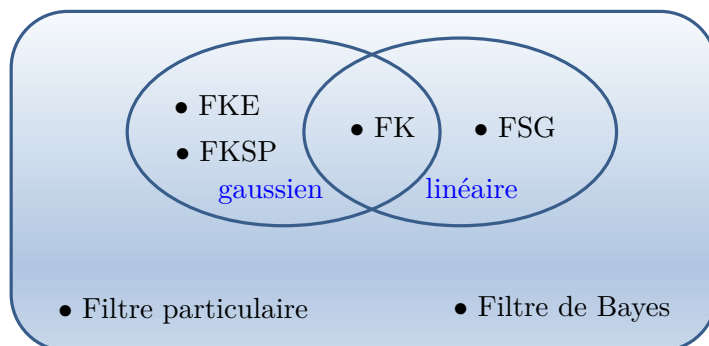 • FKE
• FK
• FSG
• FKSP
gaussien
linéaire
• Filtre particulaire
• Filtre de Bayes